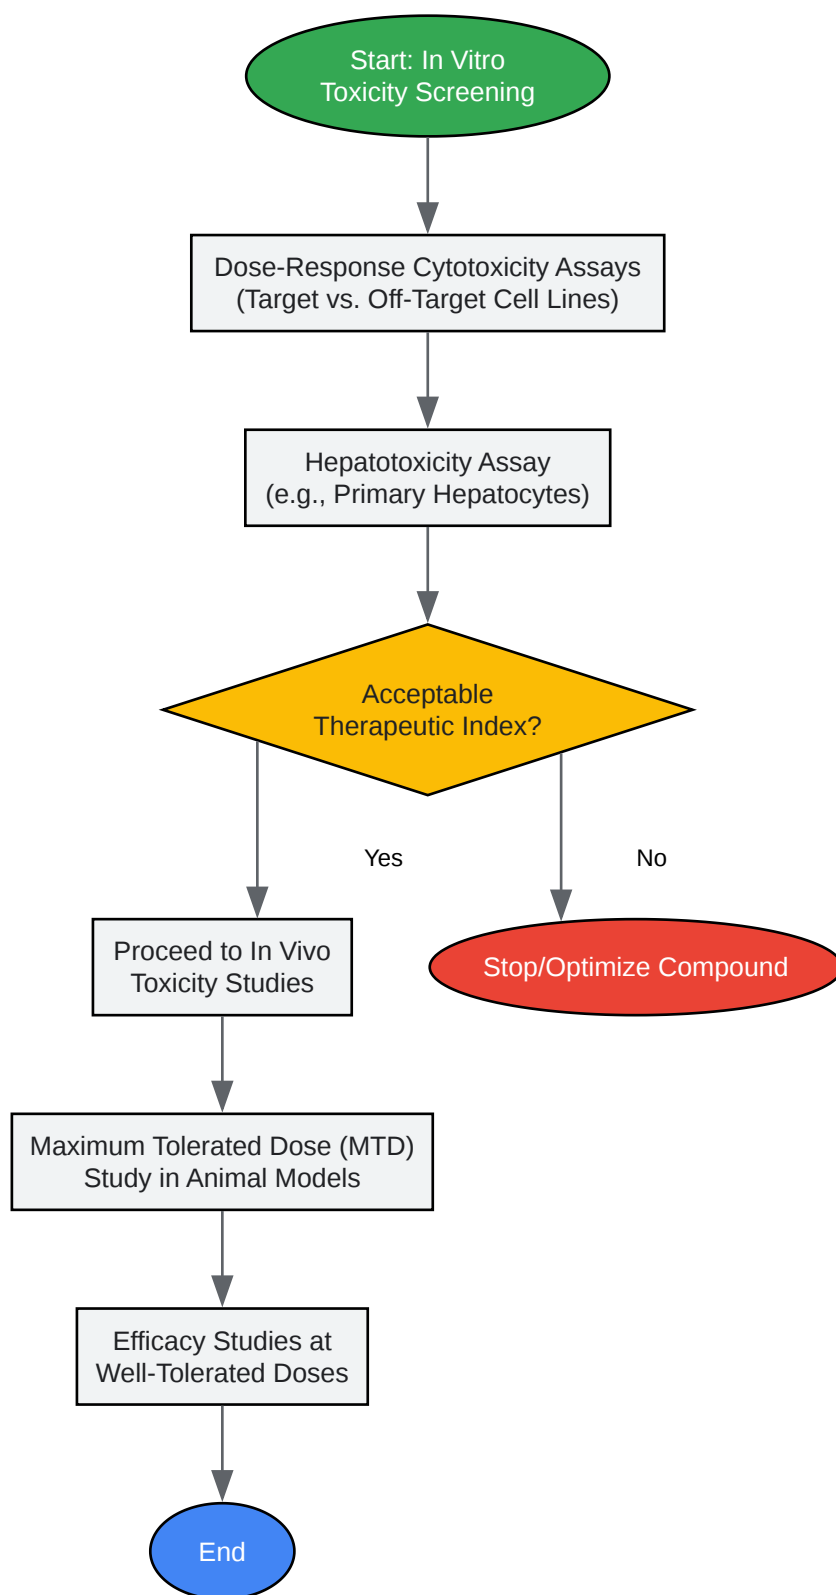 Start: In Vitro
Toxicity Screening
Dose-Response Cytotoxicity Assays
(Target vs. Off-Target Cell Lines)
Hepatotoxicity Assay
(e.g., Primary Hepatocytes)
Acceptable
Therapeutic Index?
Yes
No
Proceed to In Vivo
Toxicity Studies
Stop/Optimize Compound
Maximum Tolerated Dose (MTD)
Study in Animal Models
Efficacy Studies at
Well-Tolerated Doses
End